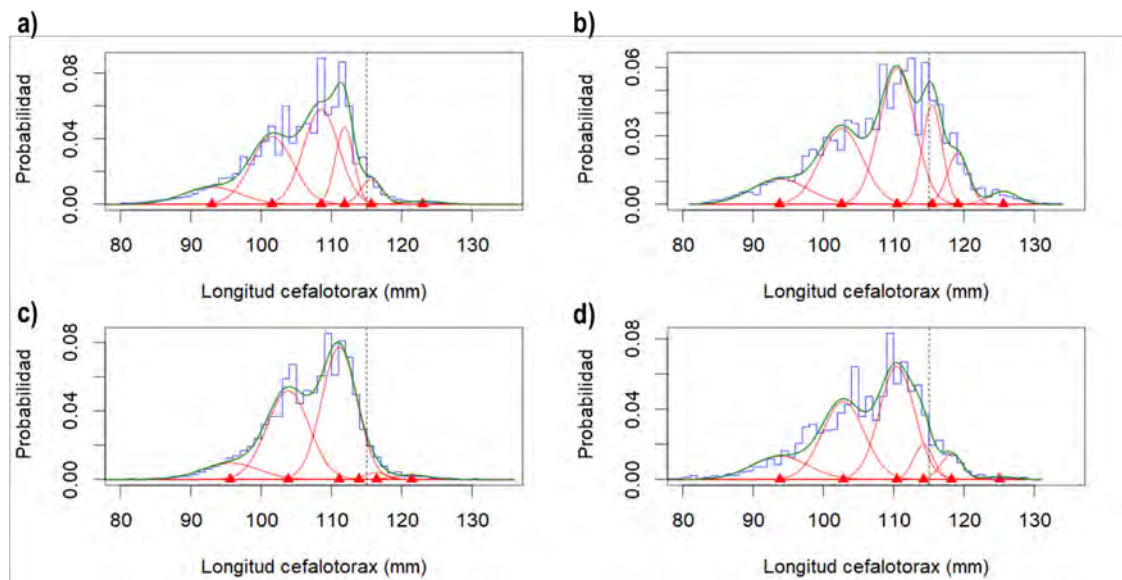 a)
Probabilidad
0.00 0.04 0.08
80 90 100 110 120 130
Longitud cefalotorax (mm)
b)
Probabilidad
0.00 0.03 0.06
80 90 100 110 120 130
Longitud cefalotorax (mm)
c)
Probabilidad
0.00 0.04 0.08
80 90 100 110 120 130
Longitud cefalotorax (mm)
d)
Probabilidad
0.00 0.04 0.08
80 90 100 110 120 130
Longitud cefalotorax (mm)